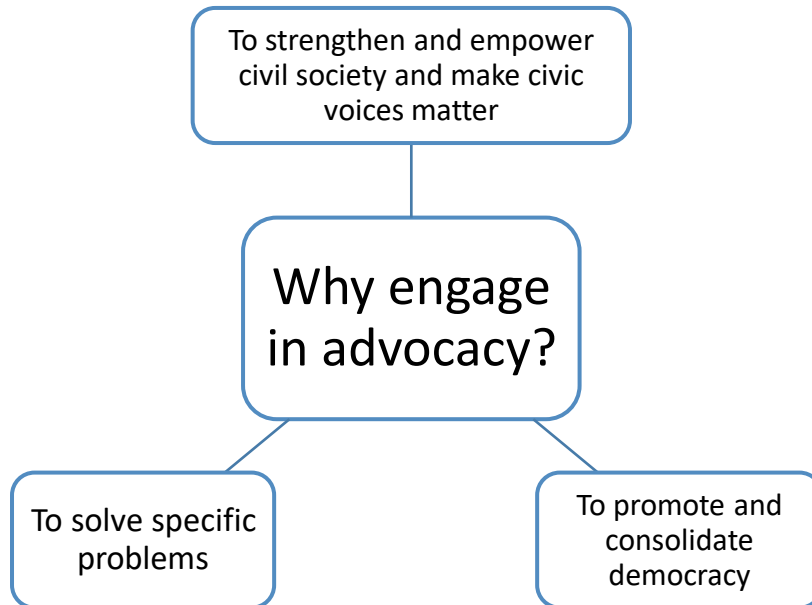 To strengthen and empower
civil society and make civic
voices matter
Why engage
in advocacy?
To solve specific
problems
To promote and
consolidate
democracy